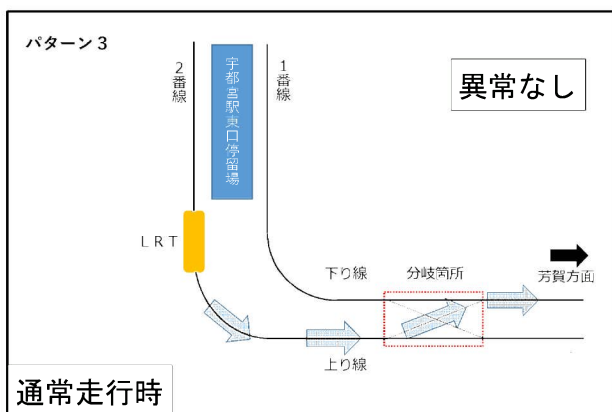 パターン３
２番線
宇都宮駅東口停留場
１番線
異常なし
ＬＲＴ
下り線
分岐箇所
芳賀方面
上り線
通常走行時